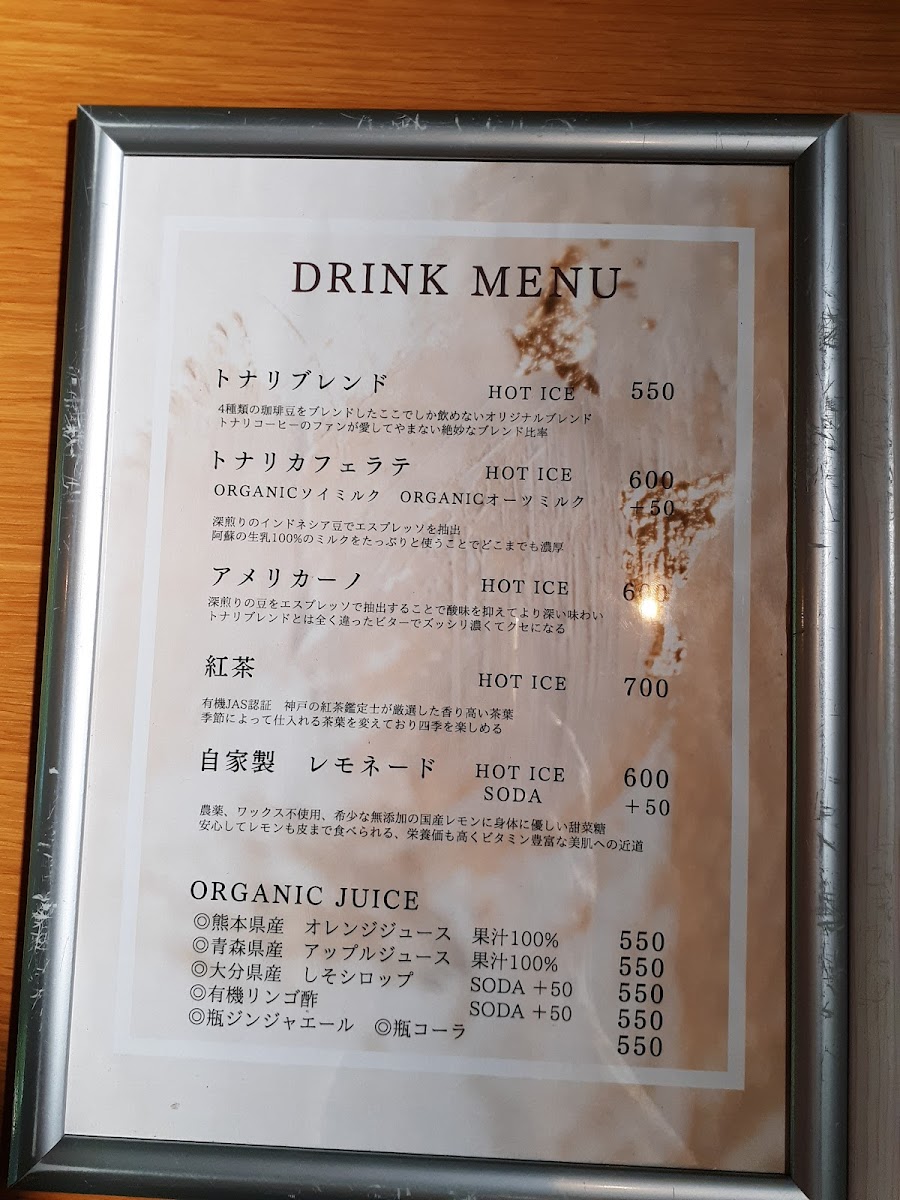 DRINK MENU
トナリブレンド HOT ICE 550
4種類の珈琲豆をブレンドしたここでしか飲めないオリジナルブレンド
トナリコーヒーのファンが愛してやまない絶妙なブレンド比率
トナリカフェラテ HOT ICE 600
ORGANICソイミルク ORGANICオーツミルク +50
深煎りのインドネシア豆でエスプレッソを抽出
阿蘇の生乳100%のミルクをたっぷりと使うことでどこまでも濃厚
アメリカーノ HOT ICE 600
深煎りの豆をエスプレッソで抽出することで酸味を抑えてより深い味わい
トナリブレンドとは全く違ったビターでズッシリ濃くてクセになる
紅茶 HOT ICE 700
有機JAS認証 神戸の紅茶鑑定士が厳選した香り高い茶葉
季節によって仕入れる茶葉を変えており四季を楽しめる
自家製 レモネード HOT ICE 600
SODA +50
農薬、ワックス不使用、希少な無添加の国産レモンに身体に優しい甜菜糖
安心してレモンも皮まで食べられる、栄養価も高くビタミン豊富な美肌への近道
ORGANIC JUICE
◎熊本県産 オレンジジュース 果汁100% 550
◎青森県産 アップルジュース 果汁100% 550
◎大分県産 しそシロップ SODA +50 550
◎有機リンゴ酢 SODA +50 550
◎瓶ジンジャエール ◎瓶コーラ 550